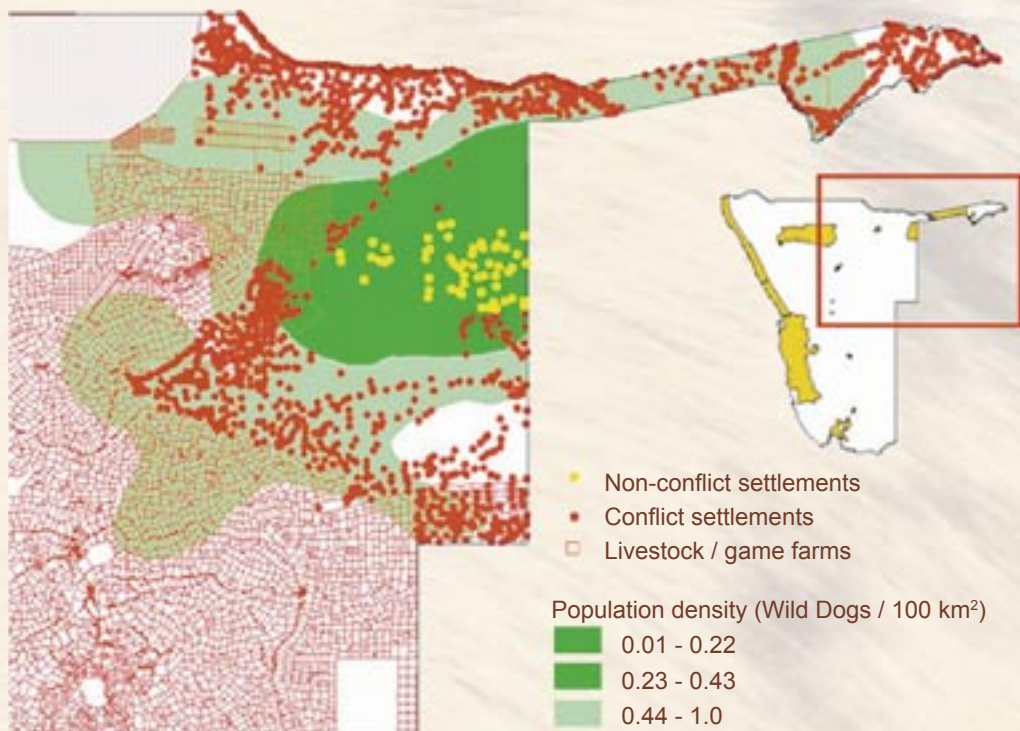 Non-conflict settlements
Conflict settlements
Livestock / game farms
Population density (Wild Dogs / 100 km²)
0.01 - 0.22
0.23 - 0.43
0.44 - 1.0